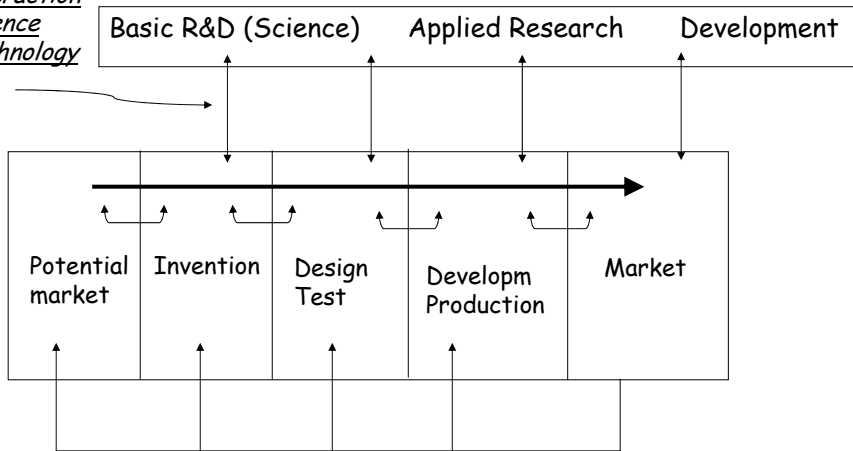 Basic R&D (Science) Applied Research Development
Potential
market
Invention
Design
Test
Developm
Production
Market